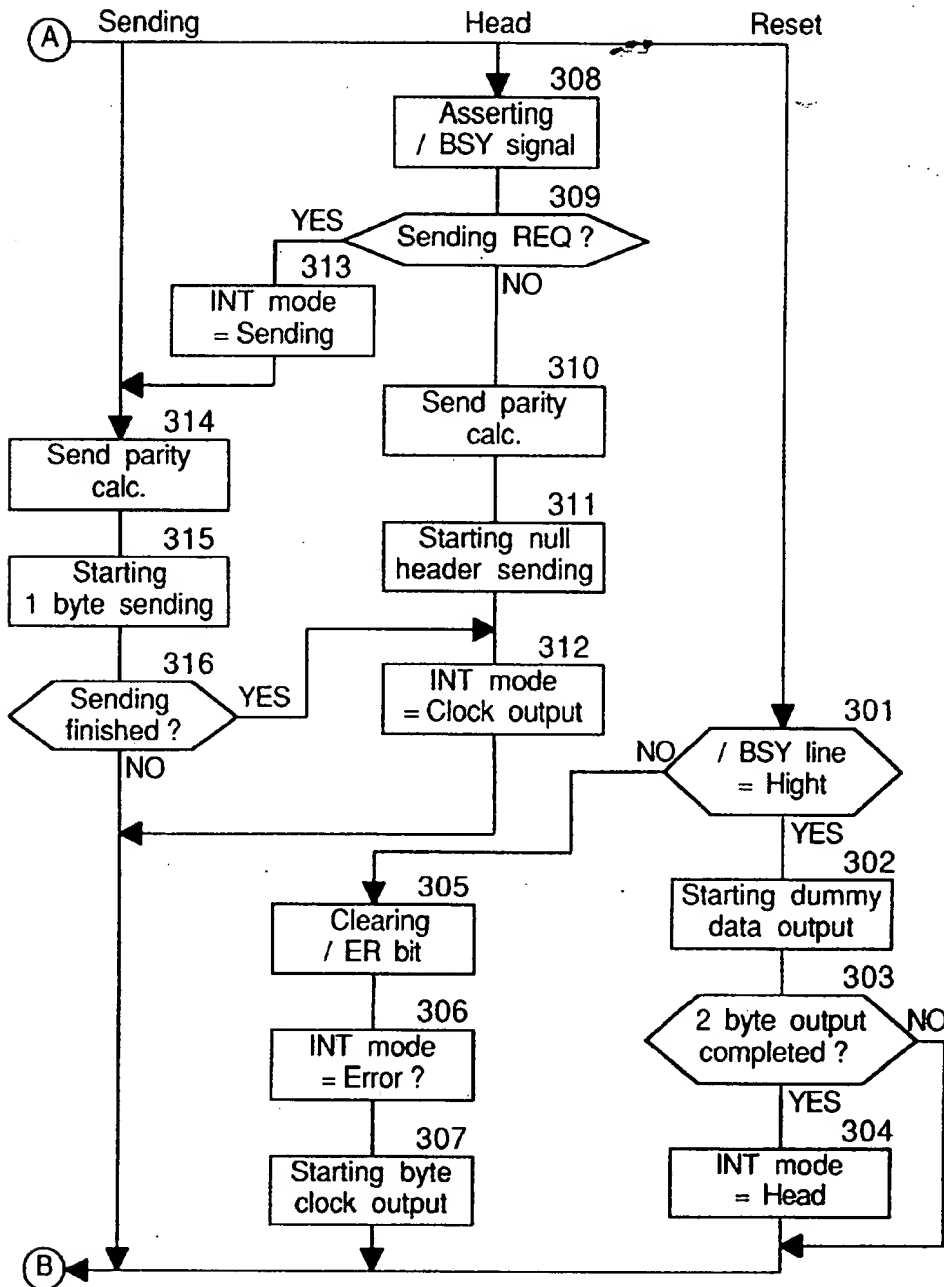 A
Sending
Head
Reset
308
Asserting
/ BSY signal
309
Sending REQ ?
YES
NO
313
INT mode
= Sending
310
Send parity
calc.
314
Send parity
calc.
311
Starting null
header sending
315
Starting
1 byte sending
312
INT mode
= Clock output
316
Sending
finished ?
YES
NO
301
/ BSY line
= Hight
NO
YES
302
Starting dummy
data output
305
Clearing
/ ER bit
303
2 byte output
completed ?
NO
YES
306
INT mode
= Error ?
304
INT mode
= Head
307
Starting byte
clock output
B